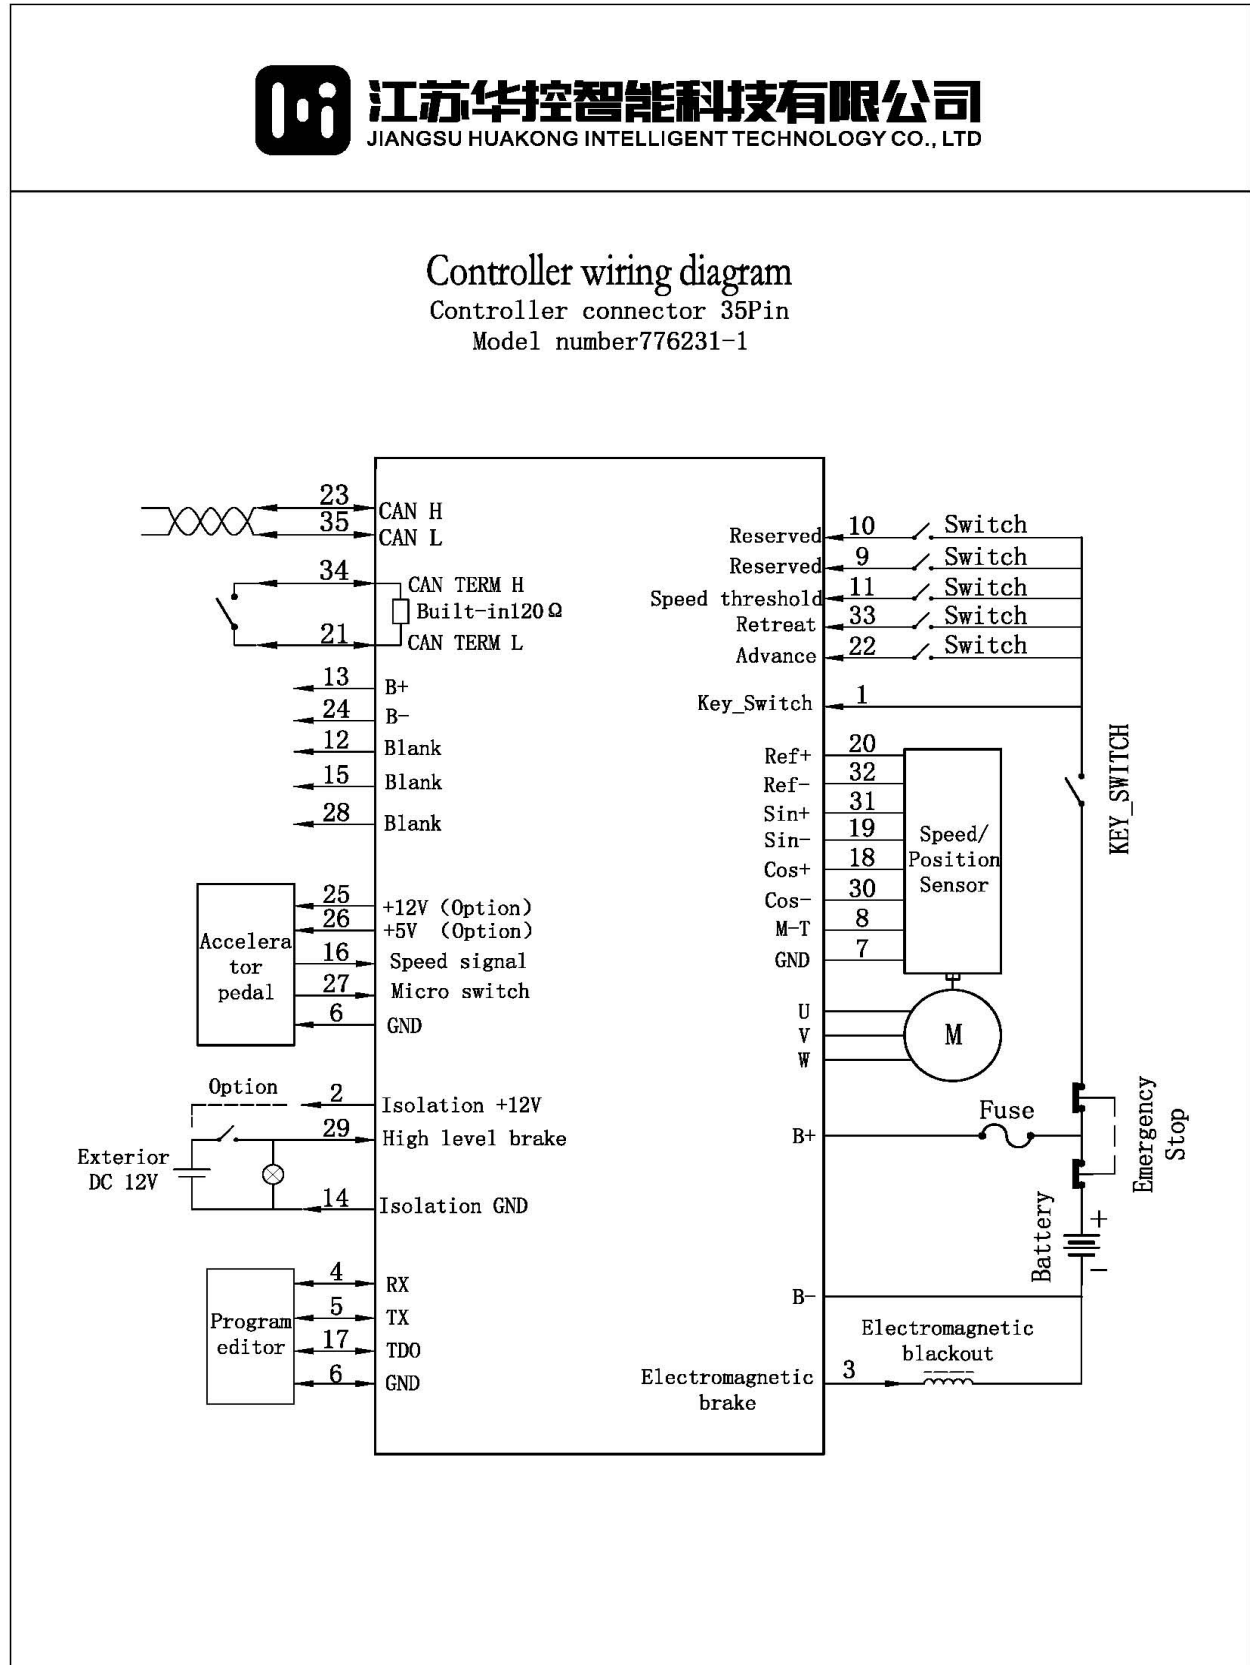 江苏华控智能科技有限公司
JIANGSU HUAKONG INTELLIGENT TECHNOLOGY CO., LTD
Controller wiring diagram
Controller connector 35Pin
Model number776231-1
23
CAN H
35
CAN L
34
CAN TERM H
Built-in120Ω
21
CAN TERM L
13
B+
24
B-
12
Blank
15
Blank
28
Blank
Accelera
tor
pedal
25
+12V (Option)
26
+5V (Option)
16
Speed signal
27
Micro switch
6
GND
Option
2
Isolation +12V
29
High level brake
Exterior
DC 12V
14
Isolation GND
Program
editor
4
RX
5
TX
17
TDO
6
GND
Reserved
10
Switch
Reserved
9
Switch
Speed threshold
11
Switch
Retreat
33
Switch
Advance
22
Switch
Key_Switch
1
KEY_SWITCH
Ref+
20
Ref-
32
Sin+
31
Sin-
19
Cos+
18
Cos-
30
M-T
8
GND
7
Speed/
Position
Sensor
U
V
W
M
B+
Fuse
Emergency
Stop
Battery
+
-
B-
Electromagnetic
blackout
Electromagnetic
brake
3